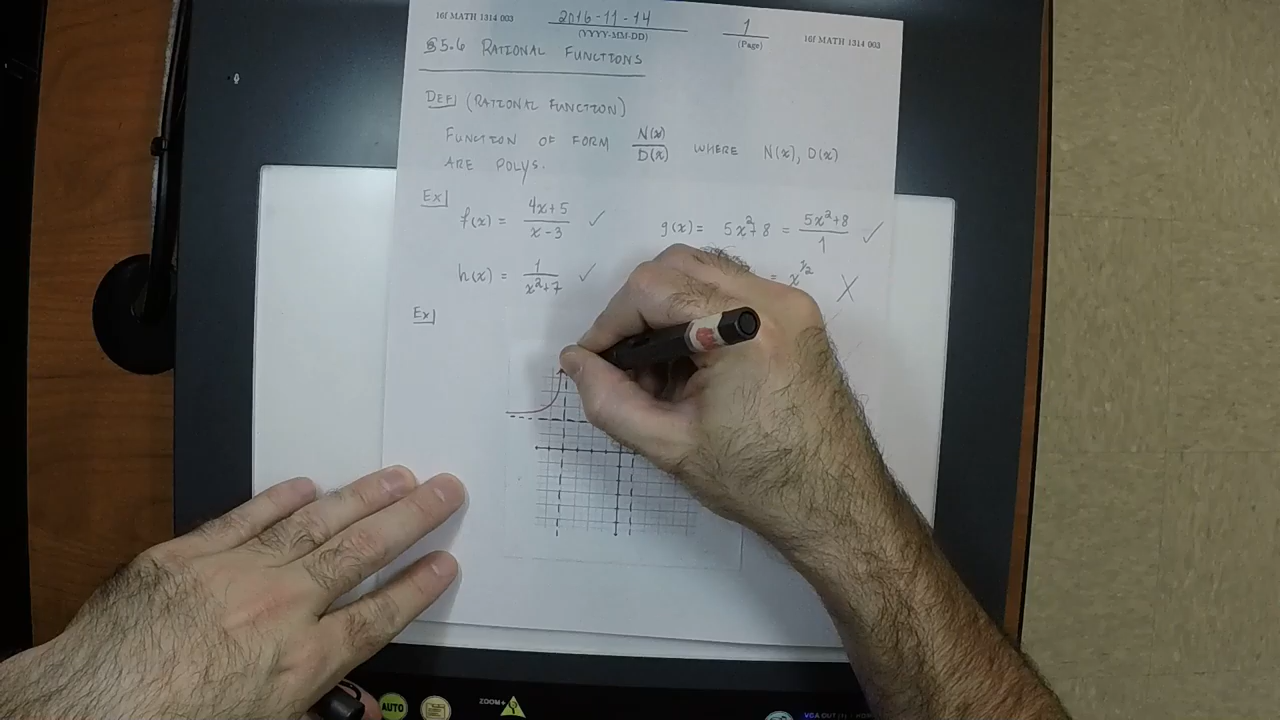 16f MATH 1314 003 2016-11-14 1 16f MATH 1314 003
(YYYY-MM-DD) (Page)
§5.6 RATIONAL FUNCTIONS
DEF (RATIONAL FUNCTION)
FUNCTION OF FORM N(x)/D(x) WHERE N(x), D(x)
ARE POLYS.
Ex f(x) = (4x+5)/(x-3) ✓ g(x) = 5x²+8 = (5x²+8)/1 ✓
h(x) = 1/(x²+7) ✓ = x^(1/2) X
Ex
AUTO ZOOM+